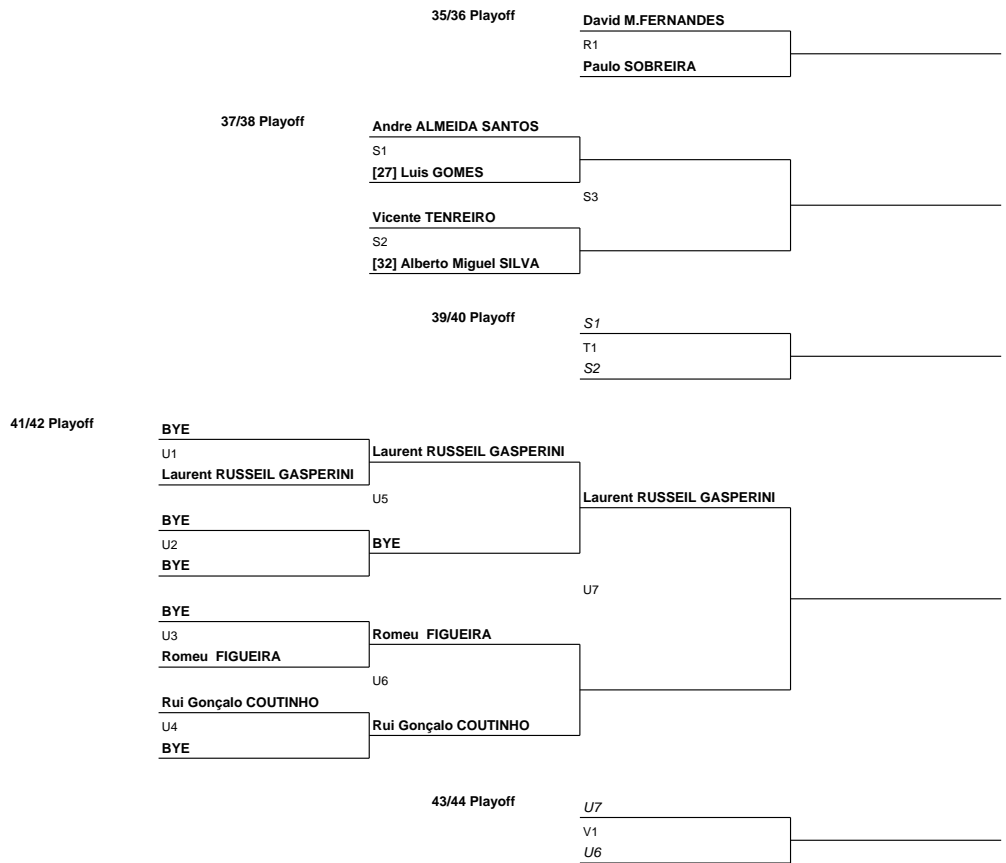 35/36 Playoff
David M.FERNANDES
R1
Paulo SOBREIRA
37/38 Playoff
Andre ALMEIDA SANTOS
S1
[27] Luis GOMES
S3
Vicente TENREIRO
S2
[32] Alberto Miguel SILVA
39/40 Playoff
S1
T1
S2
41/42 Playoff
BYE
U1
Laurent RUSSEIL GASPERINI
Laurent RUSSEIL GASPERINI
U5
Laurent RUSSEIL GASPERINI
BYE
U2
BYE
BYE
U7
BYE
U3
Romeu  FIGUEIRA
Romeu  FIGUEIRA
U6
Rui Gonçalo COUTINHO
U4
Rui Gonçalo COUTINHO
BYE
43/44 Playoff
U7
V1
U6